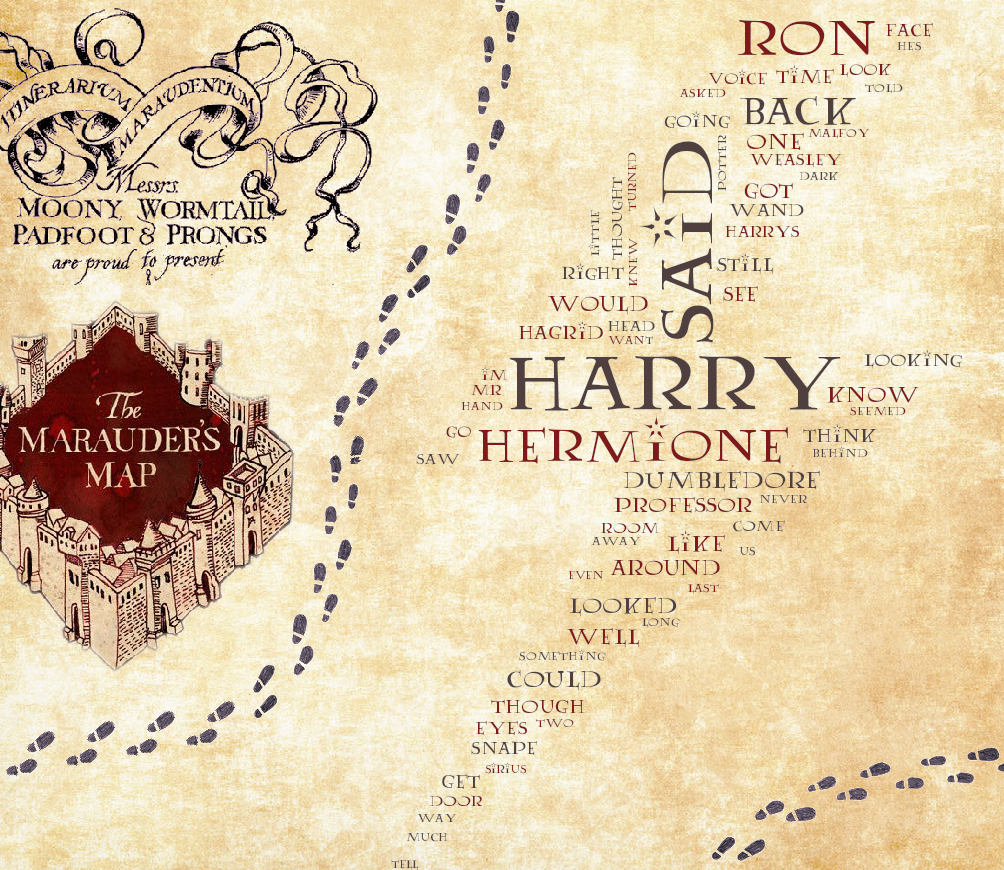 ITINERARIUM
MARAUDENTIUM
Messrs
MOONY WORMTAIL
PADFOOT & PRONGS
are proud to present
The
MARAUDER'S
MAP
RON FACE
HES
VOiCE TiME LOOK
ASKED TOLD
GOiNG BACK
ONE MALFOY
WEASLEY
DARK
POTTER
GOT
WAND
HARRYS
SAiD
TURNED
THOUGHT
LiTTLE
KNEW
RiGHT STiLL
WOULD SEE
HAGRiD HEAD
WANT
HARRY LOOKiNG
iM
MR KNOW
HAND SEEMED
GO HERMiONE THiNK
SAW BEHiND
DUMBLEDORE
PROFESSOR NEVER
ROOM COME
AWAY LiKE US
EVEN AROUND
LAST
LOOKED
LONG
WELL
SOMETHiNG
COULD
THOUGH
EYES TWO
SNAPE
SiRiUS
GET
DOOR
WAY
MUCH
TELL